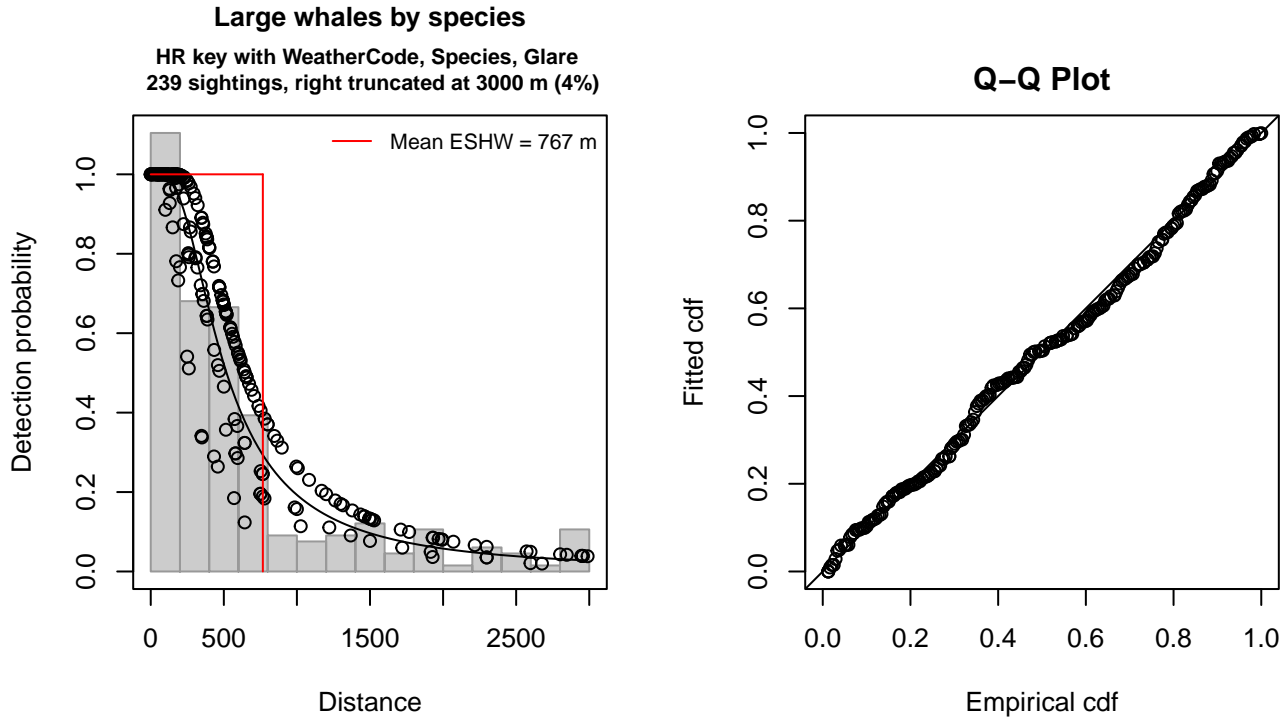 Large whales by species
HR key with WeatherCode, Species, Glare
239 sightings, right truncated at 3000 m (4%)
Mean ESHW = 767 m
Detection probability
0.0
0.2
0.4
0.6
0.8
1.0
0
500
1500
2500
Distance
Q−Q Plot
Fitted cdf
0.0
0.2
0.4
0.6
0.8
1.0
0.0
0.2
0.4
0.6
0.8
1.0
Empirical cdf